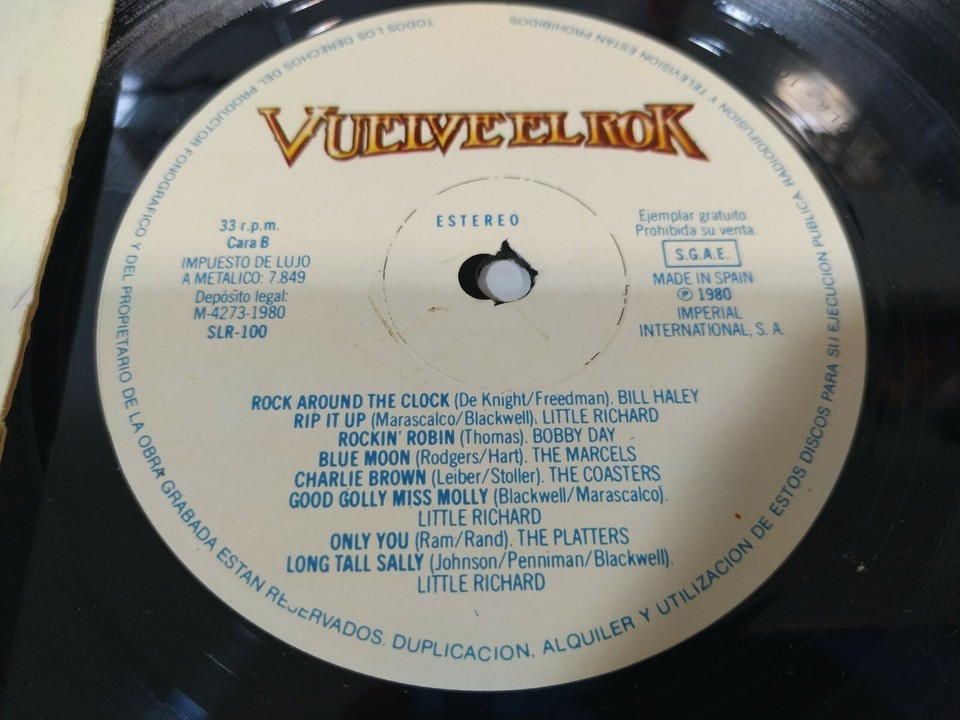 VUELVE EL ROK
ESTEREO
33 r.p.m.
Cara B
IMPUESTO DE LUJO
A METALICO: 7.849
Depósito legal:
M-4273-1980
SLR-100
Ejemplar gratuito.
Prohibida su venta.
S.G.A.E.
MADE IN SPAIN
Ⓟ 1980
IMPERIAL
INTERNATIONAL, S. A.
ROCK AROUND THE CLOCK (De Knight/Freedman). BILL HALEY
RIP IT UP (Marascalco/Blackwell). LITTLE RICHARD
ROCKIN' ROBIN (Thomas). BOBBY DAY
BLUE MOON (Rodgers/Hart). THE MARCELS
CHARLIE BROWN (Leiber/Stoller). THE COASTERS
GOOD GOLLY MISS MOLLY (Blackwell/Marascalco).
LITTLE RICHARD
ONLY YOU (Ram/Rand). THE PLATTERS
LONG TALL SALLY (Johnson/Penniman/Blackwell).
LITTLE RICHARD
TODOS LOS DERECHOS DEL PRODUCTOR FONOGRAFICO Y DEL PROPIETARIO DE LA OBRA GRABADA ESTAN RESERVADOS. DUPLICACION, ALQUILER Y UTILIZACION DE ESTOS DISCOS PARA SU EJECUCION PUBLICA, RADIODIFUSION Y TELEVISION ESTAN PROHIBIDOS